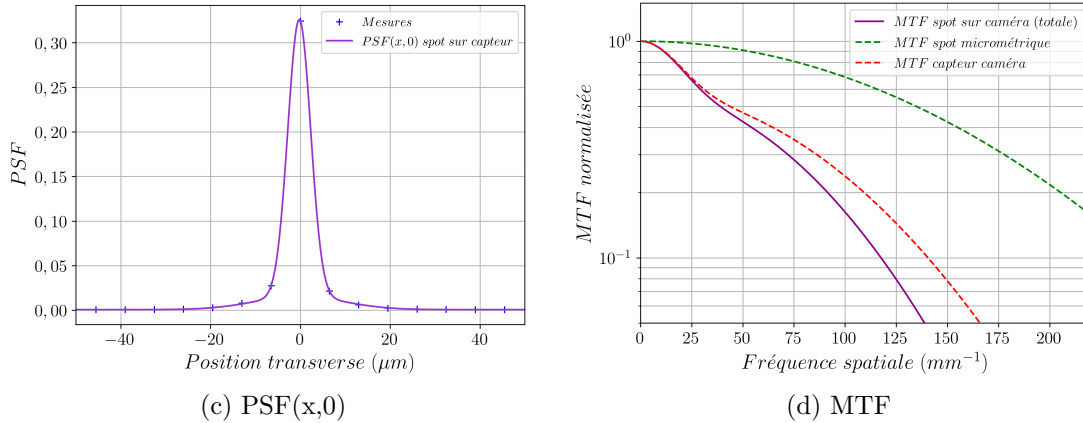 Mesures
PSF(x,0) spot sur capteur
0,30
0,25
0,20
0,15
0,10
0,05
0,00
PSF
−40
−20
0
20
40
Position transverse (μm)
(c) PSF(x,0)
MTF spot sur caméra (totale)
MTF spot micrométrique
MTF capteur caméra
10⁰
10⁻¹
MTF normalisée
0
25
50
75
100
125
150
175
200
Fréquence spatiale (mm⁻¹)
(d) MTF